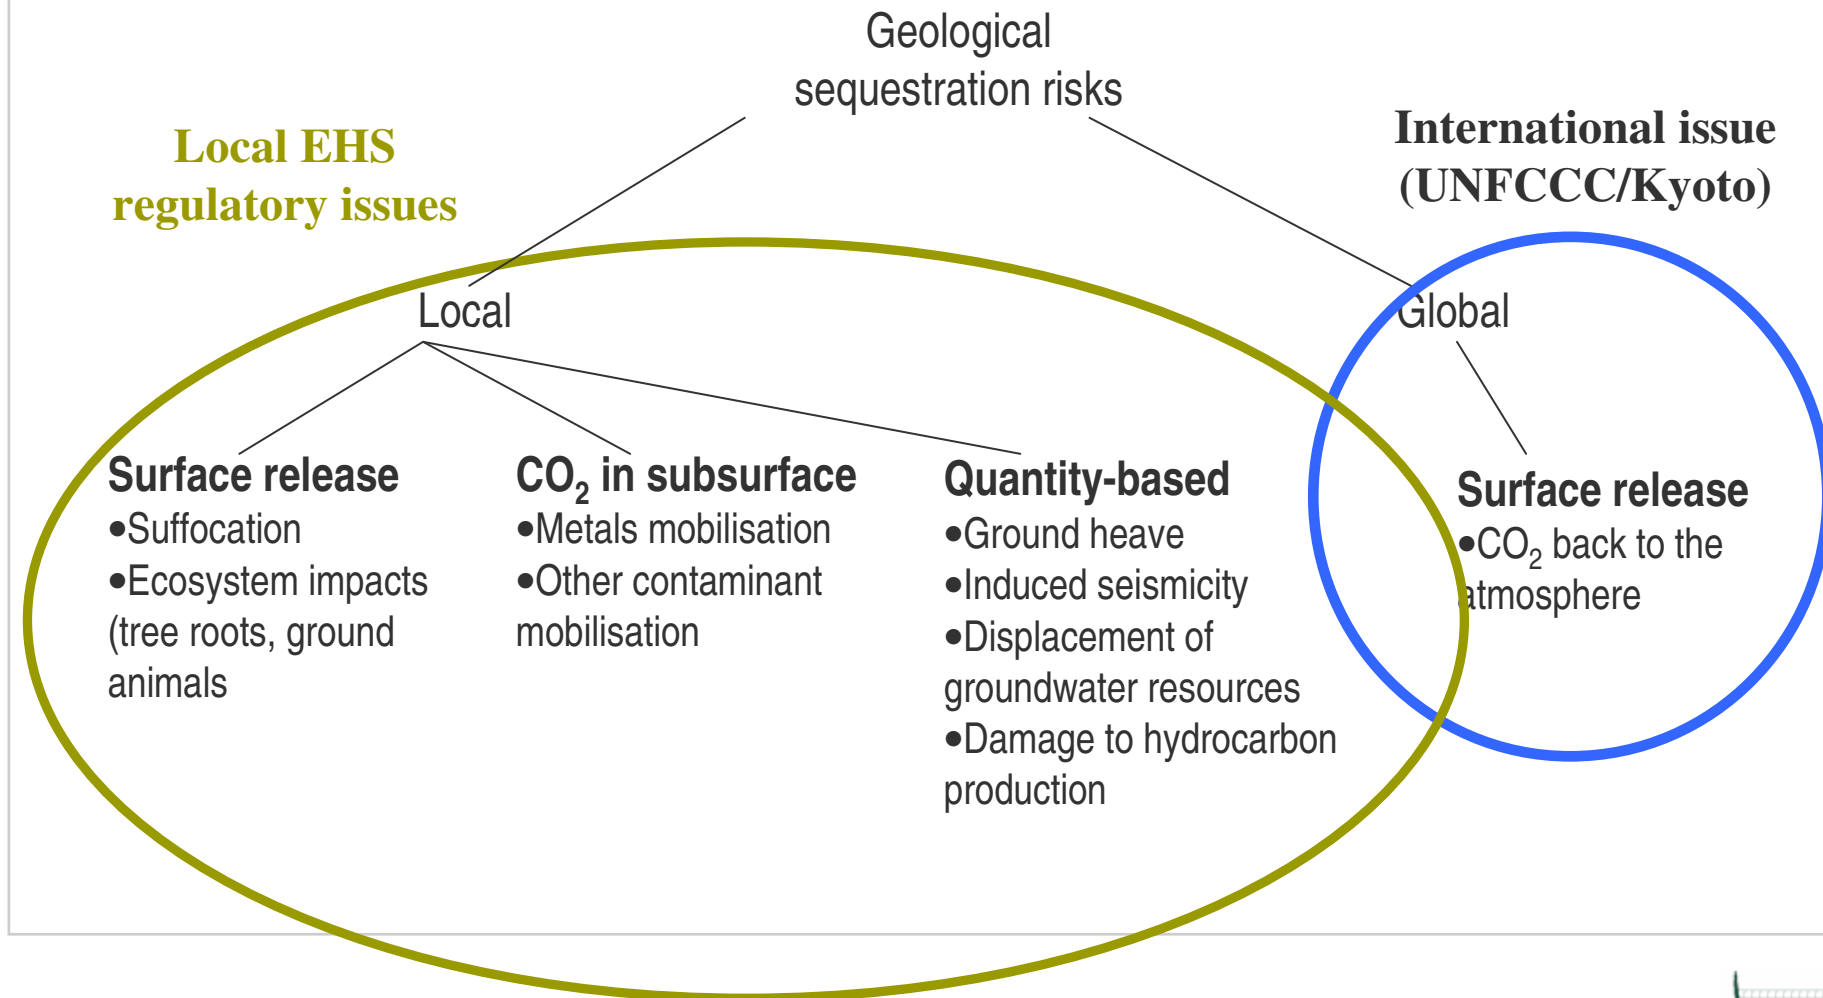 Geological
sequestration risks
Local EHS
regulatory issues
International issue
(UNFCCC/Kyoto)
Local
Global
Surface release
•Suffocation
•Ecosystem impacts
(tree roots, ground
animals
CO₂ in subsurface
•Metals mobilisation
•Other contaminant
mobilisation
Quantity-based
•Ground heave
•Induced seismicity
•Displacement of
groundwater resources
•Damage to hydrocarbon
production
Surface release
•CO₂ back to the
atmosphere